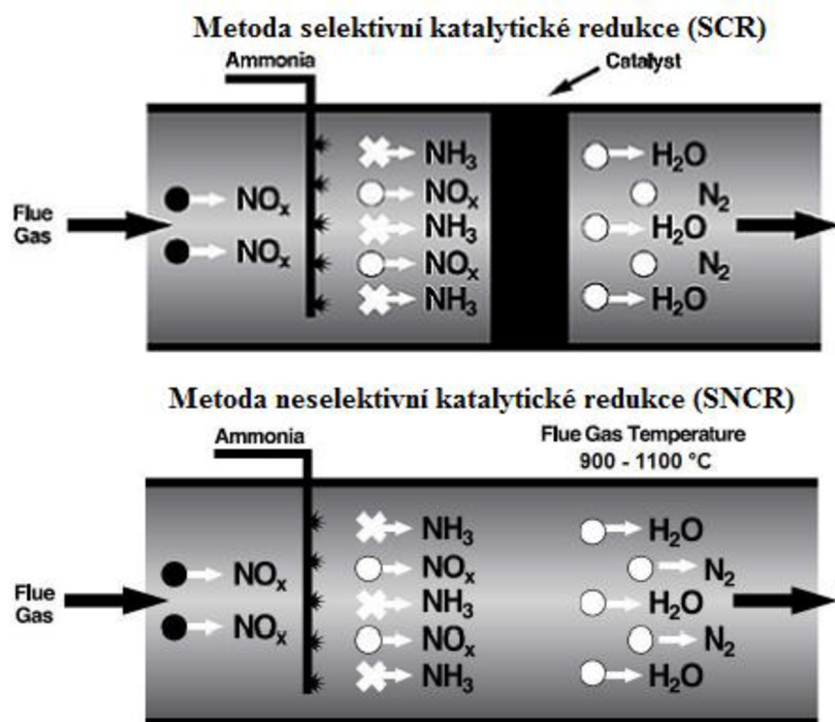 Metoda selektivní katalytické redukce (SCR)
Ammonia
Catalyst
NH₃
H₂O
NOₓ
NOₓ
N₂
Flue
Gas
NH₃
H₂O
NOₓ
NOₓ
N₂
NH₃
H₂O
Metoda neselektivní katalytické redukce (SNCR)
Ammonia
Flue Gas Temperature
900 - 1100 °C
NH₃
H₂O
NOₓ
NOₓ
N₂
Flue
Gas
NH₃
H₂O
NOₓ
NOₓ
N₂
NH₃
H₂O